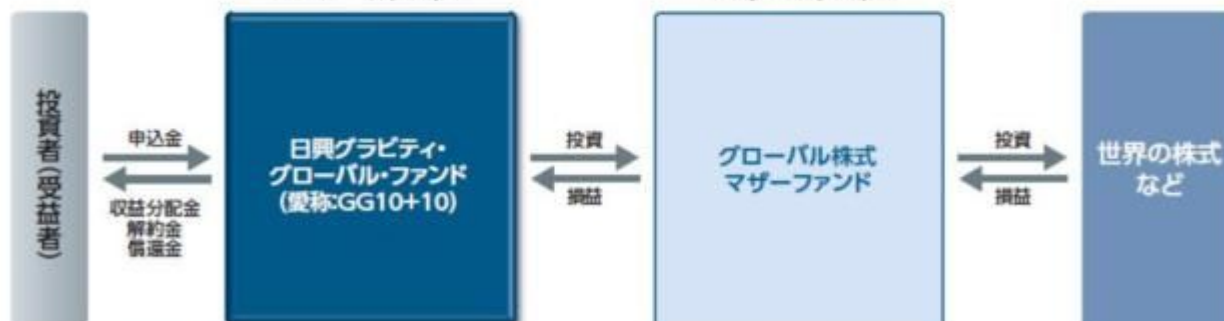 投資者(受益者)
申込金
収益分配金
解約金
償還金
日興グラビティ・
グローバル・ファンド
(愛称:GG10+10)
投資
損益
グローバル株式
マザーファンド
投資
損益
世界の株式
など